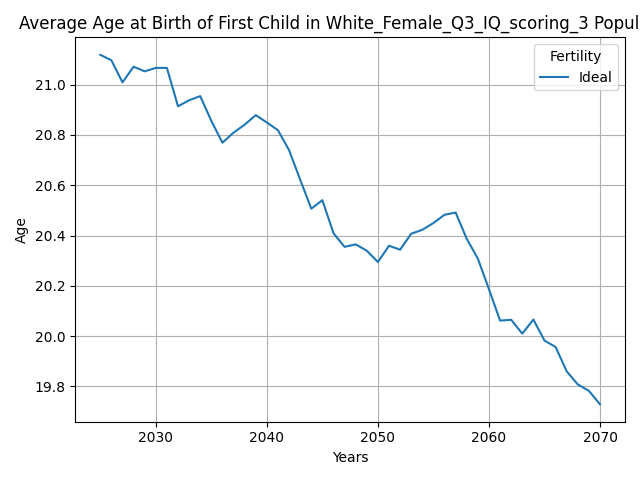 Average Age at Birth of First Child in White_Female_Q3_IQ_scoring_3 Popul
Fertility
Ideal
21.0
20.8
20.6
20.4
20.2
20.0
19.8
Age
2030 2040 2050 2060 2070
Years